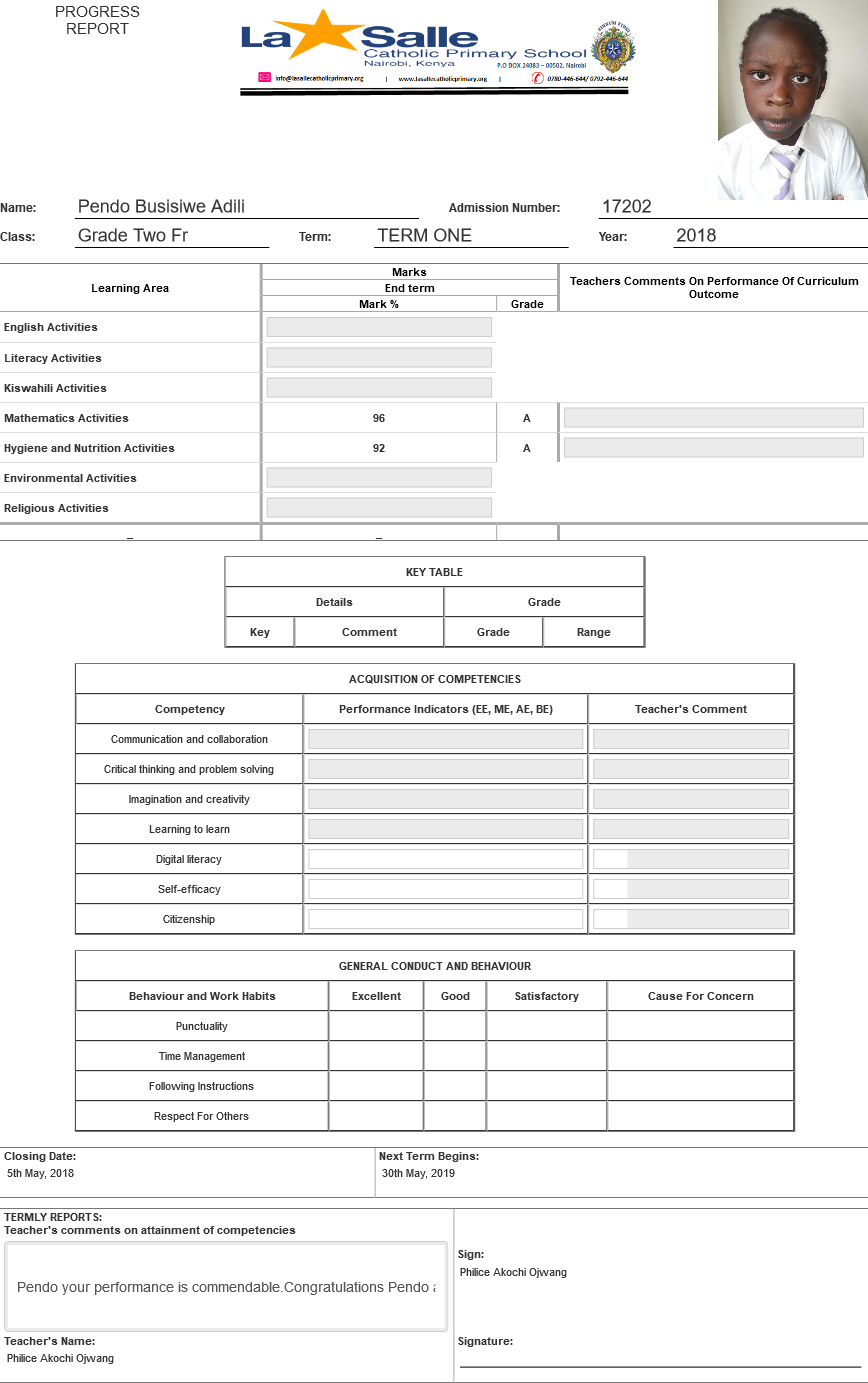 PROGRESS
REPORT
La Salle
Catholic Primary School
Nairobi, Kenya
P.O BOX 24083 – 00502, Nairobi
info@lasallecatholicprimary.org | www.lasallecatholicprimary.org | 0780-446-644/ 0792-446-644
Name: Pendo Busisiwe Adili Admission Number: 17202
Class: Grade Two Fr Term: TERM ONE Year: 2018
Learning Area Marks Teachers Comments On Performance Of Curriculum Outcome
End term
Mark % Grade
English Activities
Literacy Activities
Kiswahili Activities
Mathematics Activities 96 A
Hygiene and Nutrition Activities 92 A
Environmental Activities
Religious Activities
KEY TABLE
Details Grade
Key Comment Grade Range
ACQUISITION OF COMPETENCIES
Competency Performance Indicators (EE, ME, AE, BE) Teacher's Comment
Communication and collaboration
Critical thinking and problem solving
Imagination and creativity
Learning to learn
Digital literacy
Self-efficacy
Citizenship
GENERAL CONDUCT AND BEHAVIOUR
Behaviour and Work Habits Excellent Good Satisfactory Cause For Concern
Punctuality
Time Management
Following Instructions
Respect For Others
Closing Date: Next Term Begins:
5th May, 2018 30th May, 2019
TERMLY REPORTS:
Teacher's comments on attainment of competencies
Pendo your performance is commendable.Congratulations Pendo
Sign:
Philice Akochi Ojwang
Teacher's Name:
Philice Akochi Ojwang
Signature: